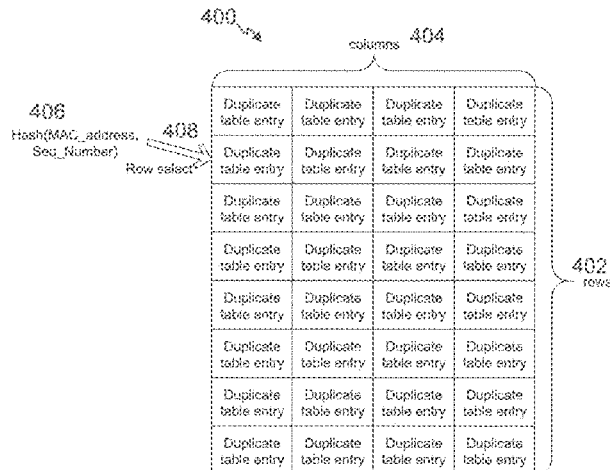 400
columns 404
Duplicate table entry Duplicate table entry Duplicate table entry Duplicate table entry
406
Hash(MAC_address, Seq_Number)
408
Row select
Duplicate table entry Duplicate table entry Duplicate table entry Duplicate table entry
Duplicate table entry Duplicate table entry Duplicate table entry Duplicate table entry
Duplicate table entry Duplicate table entry Duplicate table entry Duplicate table entry
402
rows
Duplicate table entry Duplicate table entry Duplicate table entry Duplicate table entry
Duplicate table entry Duplicate table entry Duplicate table entry Duplicate table entry
Duplicate table entry Duplicate table entry Duplicate table entry Duplicate table entry
Duplicate table entry Duplicate table entry Duplicate table entry Duplicate table entry